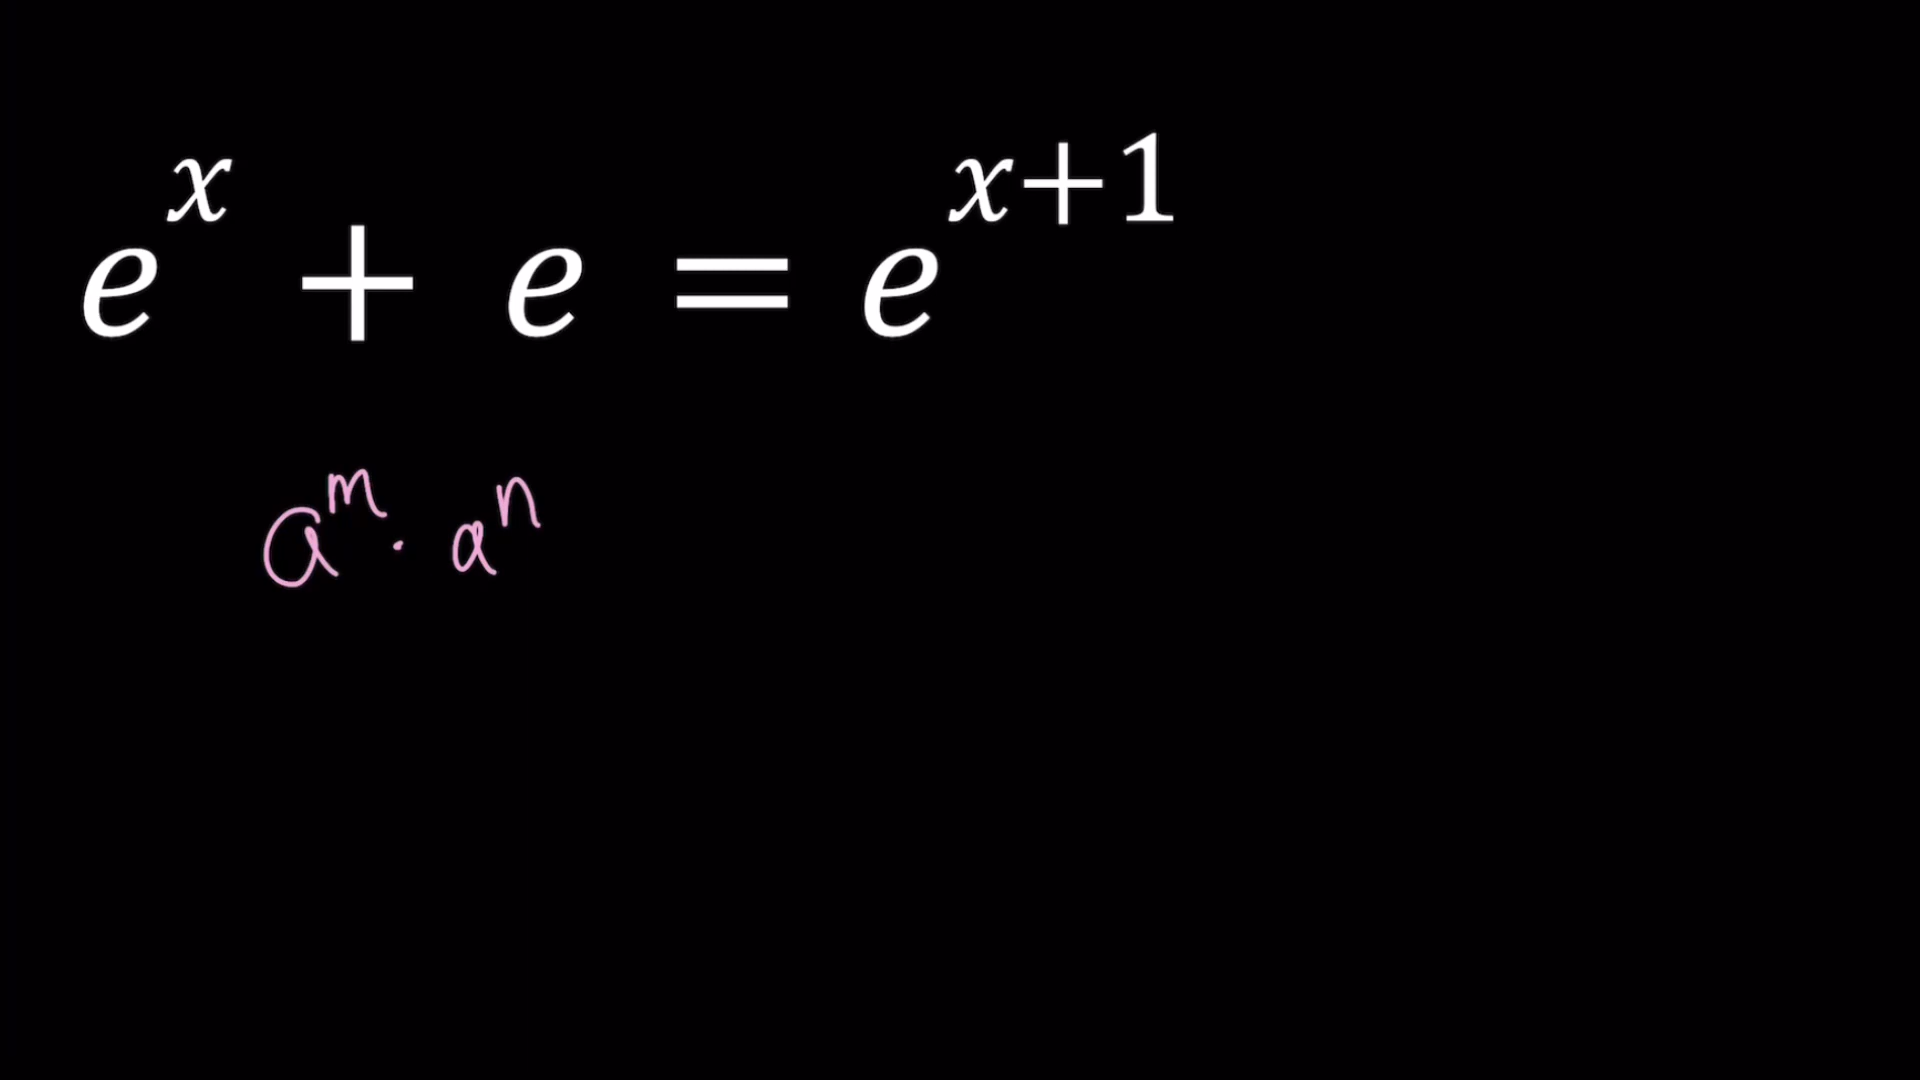 e^x + e = e^{x+1}
a^m · a^n